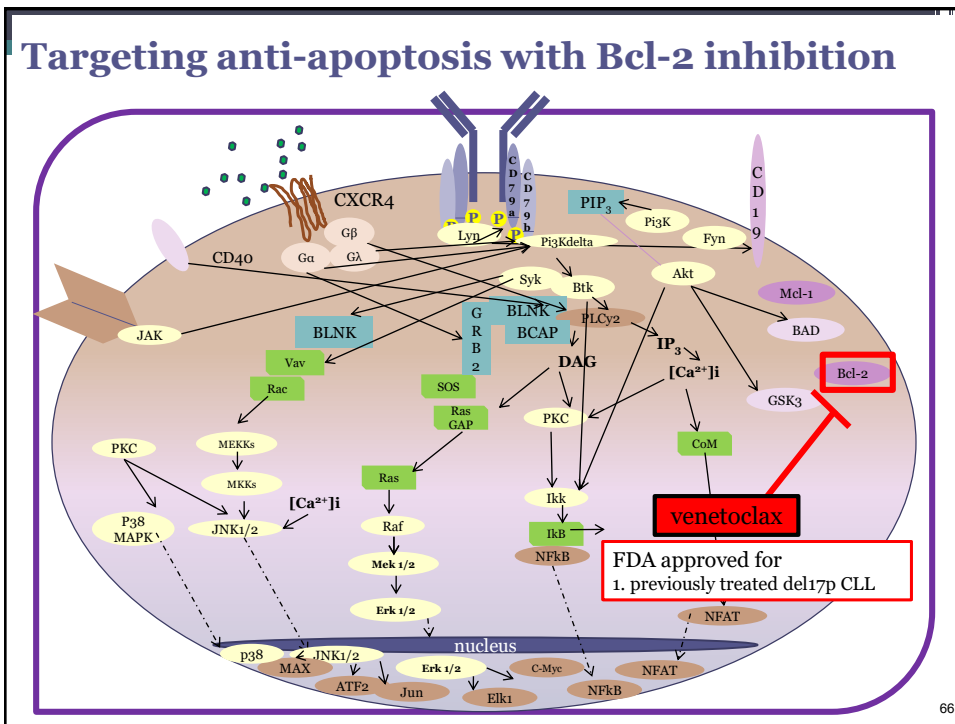 Targeting anti-apoptosis with Bcl-2 inhibition
CXCR4
CD79a
CD79b
CD19
PIP3
Pi3K
Gβ
Gα
Gλ
CD40
P
P
P
P
Lyn
Pi3Kdelta
Fyn
Syk
Btk
Akt
Mcl-1
JAK
BLNK
GRB2
BLNK
BCAP
PLCy2
BAD
Vav
DAG
IP3
[Ca²⁺]i
Bcl-2
Rac
SOS
Ras
GAP
PKC
GSK3
PKC
MEKKs
CoM
MKKs
Ras
[Ca²⁺]i
Ikk
P38
MAPK
JNK1/2
Raf
IkB
NFkB
venetoclax
Mek 1/2
FDA approved for
1. previously treated del17p CLL
Erk 1/2
NFAT
nucleus
p38
JNK1/2
MAX
Erk 1/2
C-Myc
NFAT
ATF2
Jun
Elk1
NFkB
66